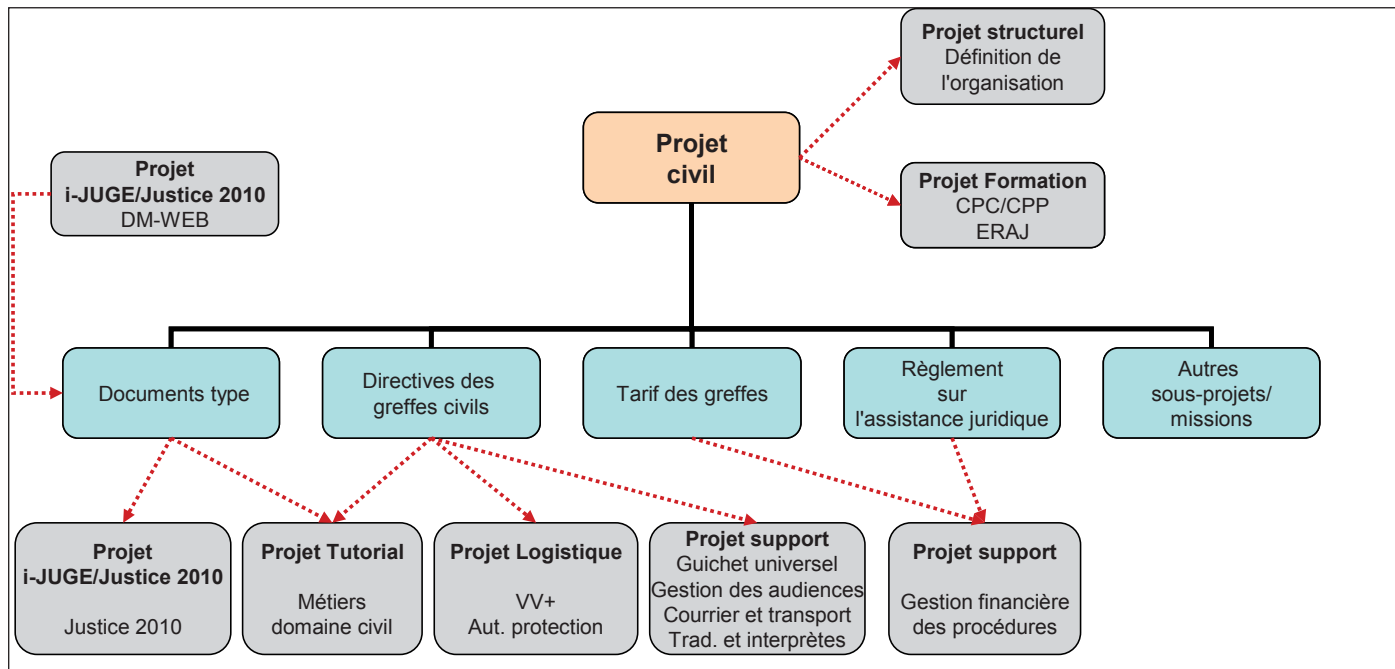 Projet structurel
Définition de
l'organisation
Projet
civil
Projet
i-JUGE/Justice 2010
DM-WEB
Projet Formation
CPC/CPP
ERAJ
Documents type
Directives des
greffes civils
Tarif des greffes
Règlement
sur
l'assistance juridique
Autres
sous-projets/
missions
Projet
i-JUGE/Justice 2010
Justice 2010
Projet Tutorial
Métiers
domaine civil
Projet Logistique
VV+
Aut. protection
Projet support
Guichet universel
Gestion des audiences
Courrier et transport
Trad. et interprètes
Projet support
Gestion financière
des procédures